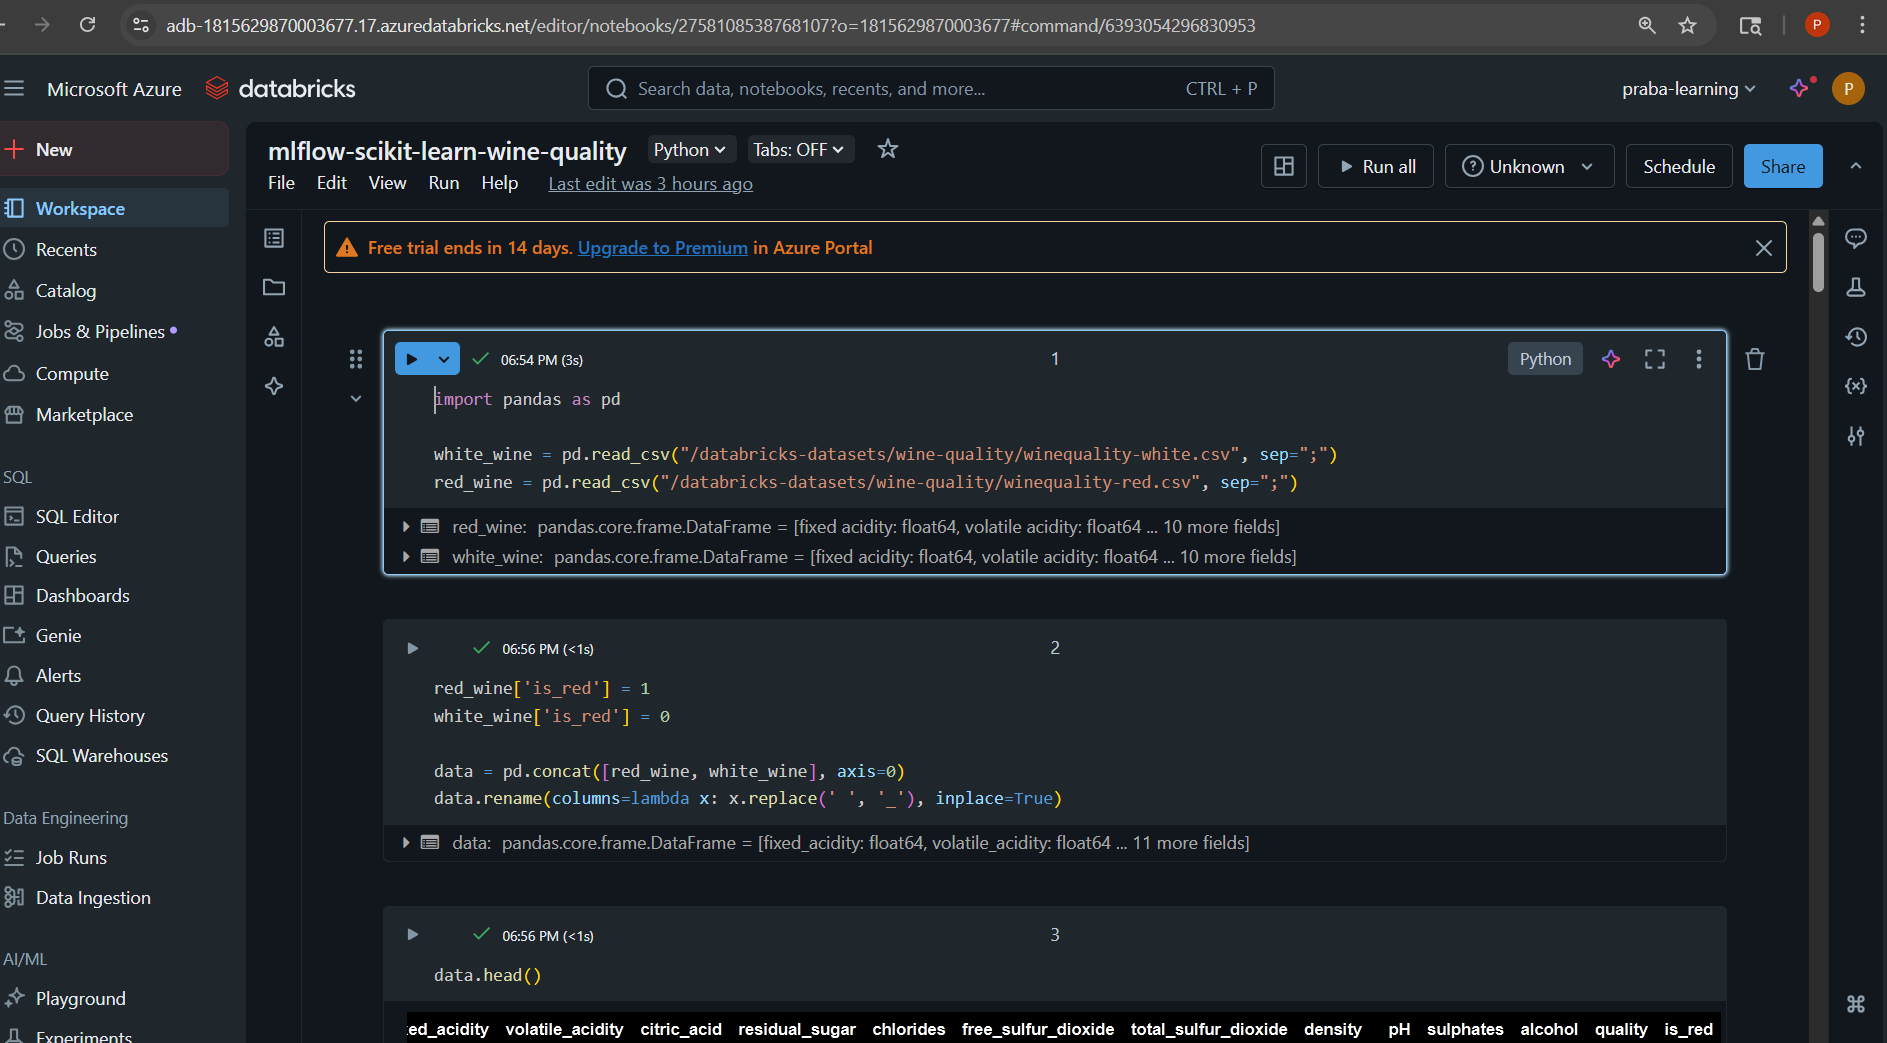 adb-1815629870003677.17.azuredatabricks.net/editor/notebooks/2758108538768107?o=1815629870003677#command/6393054296830953
P
Microsoft Azure databricks
Search data, notebooks, recents, and more... CTRL + P
praba-learning
P
New
Workspace
Recents
Catalog
Jobs & Pipelines
Compute
Marketplace
SQL
SQL Editor
Queries
Dashboards
Genie
Alerts
Query History
SQL Warehouses
Data Engineering
Job Runs
Data Ingestion
AI/ML
Playground
Experiments
mlflow-scikit-learn-wine-quality Python Tabs: OFF
File Edit View Run Help Last edit was 3 hours ago
Run all Unknown Schedule Share
Free trial ends in 14 days. Upgrade to Premium in Azure Portal
06:54 PM (3s) 1 Python
import pandas as pd
white_wine = pd.read_csv("/databricks-datasets/wine-quality/winequality-white.csv", sep=";")
red_wine = pd.read_csv("/databricks-datasets/wine-quality/winequality-red.csv", sep=";")
red_wine: pandas.core.frame.DataFrame = [fixed acidity: float64, volatile acidity: float64 ... 10 more fields]
white_wine: pandas.core.frame.DataFrame = [fixed acidity: float64, volatile acidity: float64 ... 10 more fields]
06:56 PM (<1s) 2
red_wine['is_red'] = 1
white_wine['is_red'] = 0
data = pd.concat([red_wine, white_wine], axis=0)
data.rename(columns=lambda x: x.replace(' ', '_'), inplace=True)
data: pandas.core.frame.DataFrame = [fixed_acidity: float64, volatile_acidity: float64 ... 11 more fields]
06:56 PM (<1s) 3
data.head()
ed_acidity volatile_acidity citric_acid residual_sugar chlorides free_sulfur_dioxide total_sulfur_dioxide density pH sulphates alcohol quality is_red